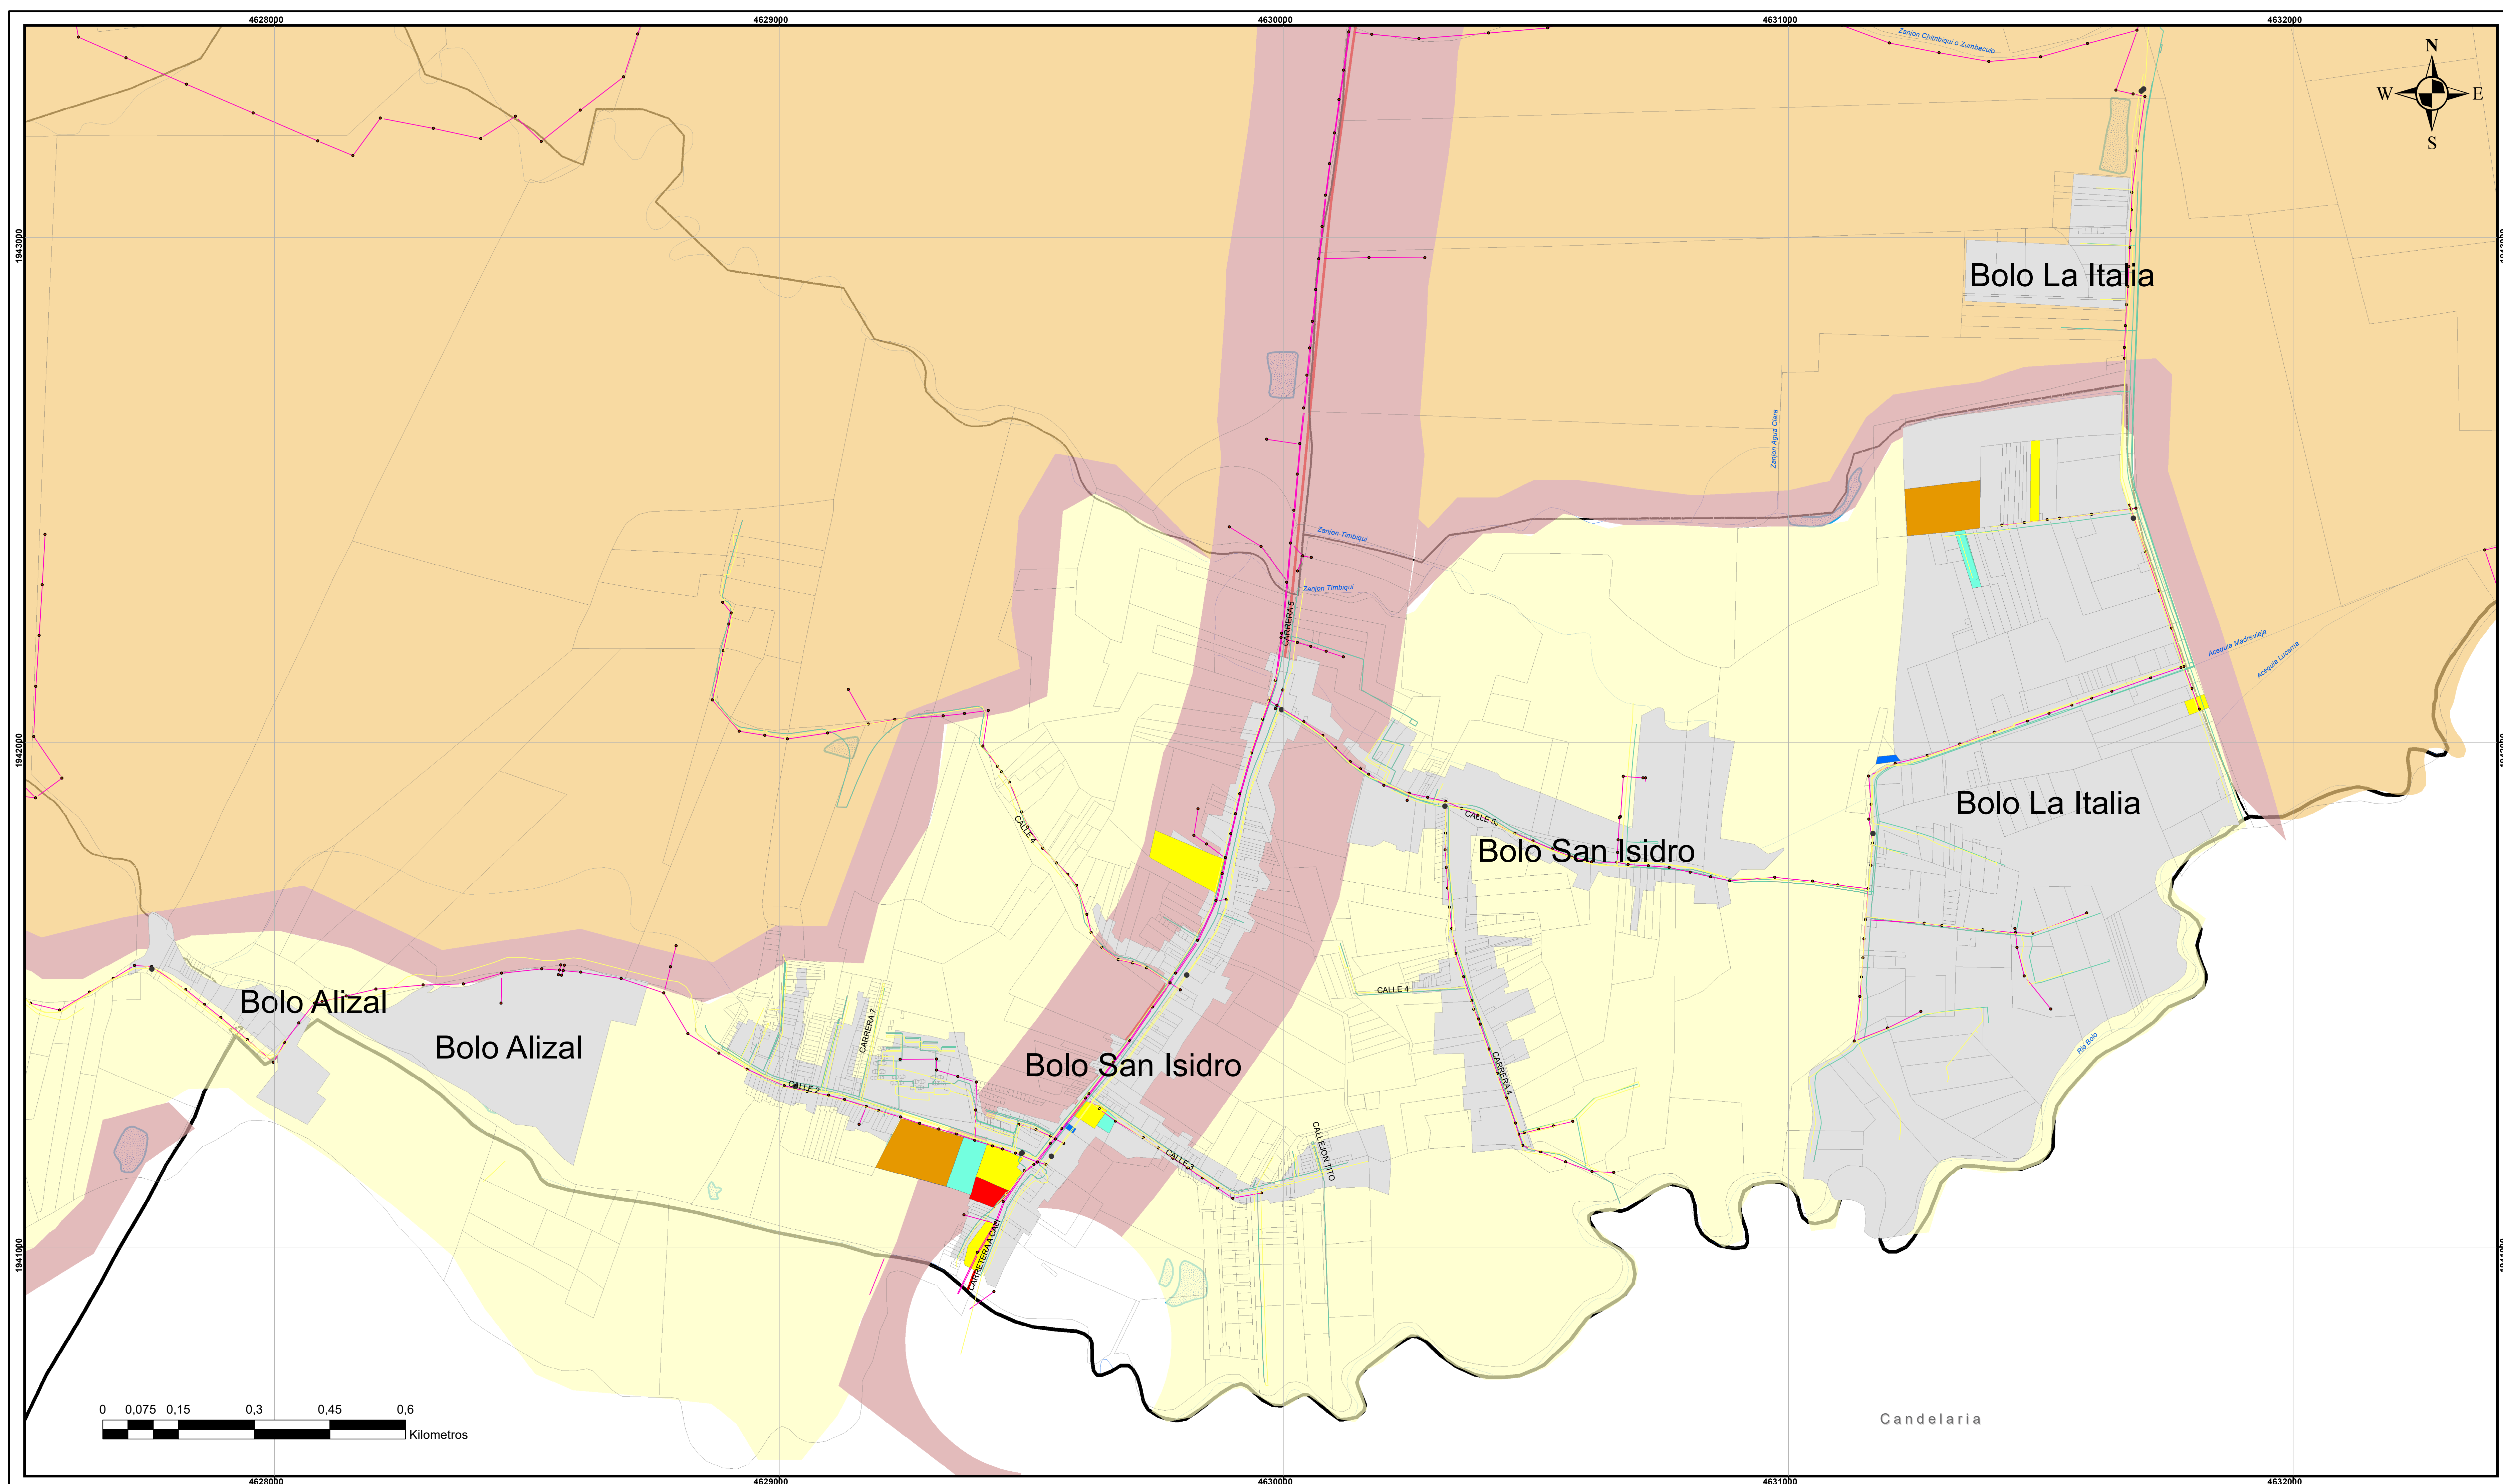 4628000
4629000
4630000
4631000
4632000
Zanjon Chimbiqui o Zumbaculo
N
W
E
S
1943000
Bolo La Italia
Zanjon Agua Clara
Zanjon Timbiqui
Zanjon Timbiqui
CARRERA 5
Acequia Madrevieja
Acequia Lucerna
1942000
CALLE 4
CALLE 5
Bolo La Italia
Bolo San Isidro
Bolo Alizal
CALLE 4
CARRERA 7
Bolo Alizal
Rio Bolo
Bolo San Isidro
CARRERA 4
CALLE 2
CALLE 3
CALLEJON TITO
1941000
CARRETERA A CALI
0 0,075 0,15 0,3 0,45 0,6
Kilometros
Candelaria
4628000
4629000
4630000
4631000
4632000